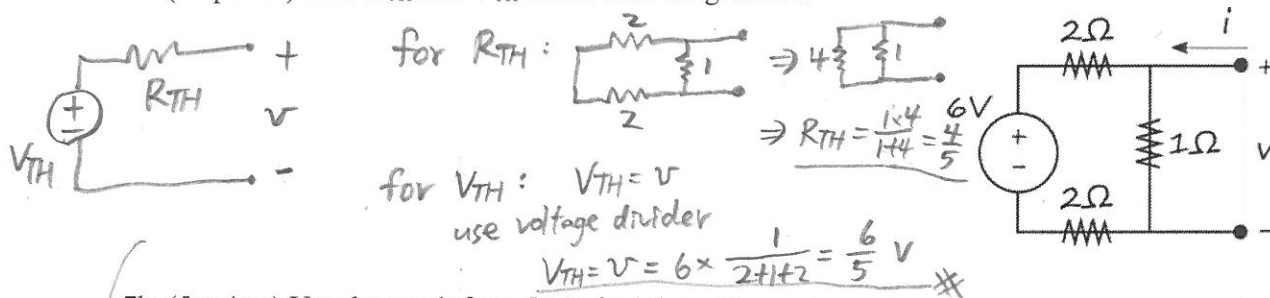 +
R_TH
v
V_TH
-
for R_TH :
2
1
2
⇒ 4
1
⇒ R_TH = 1×4/1+4 = 4/5
for V_TH : V_TH = v
use voltage divider
V_TH = v = 6 × 1/2+1+2 = 6/5 v
2Ω
i
+
6V
+
-
1Ω
v
2Ω
-